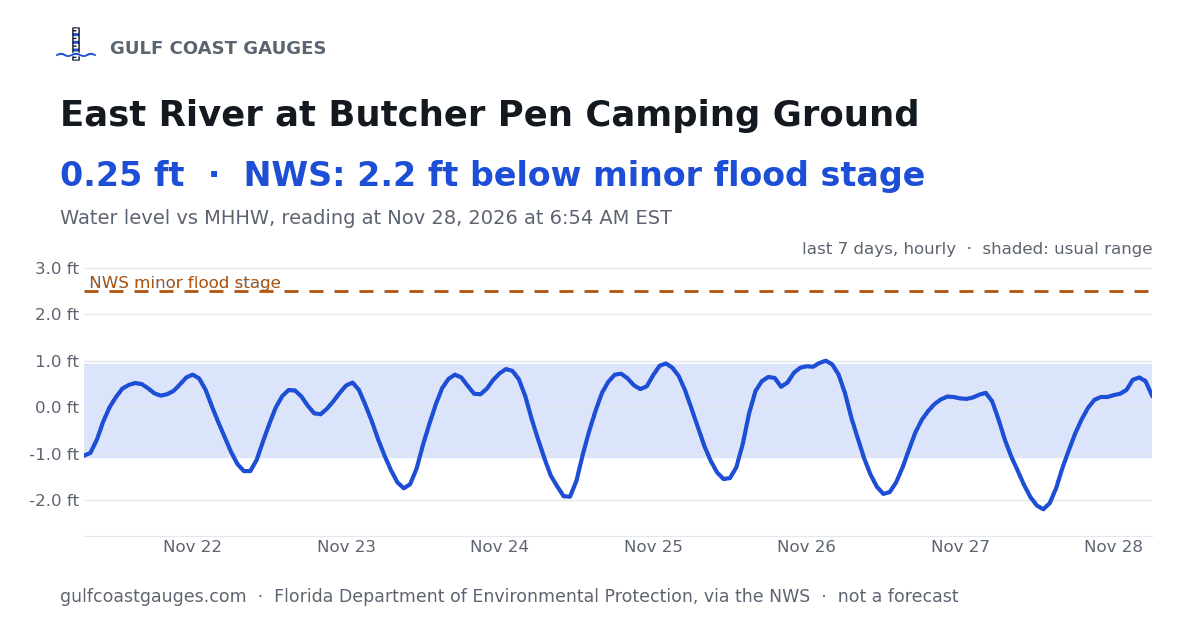 GULF COAST GAUGES
East River at Butcher Pen Camping Ground
0.25 ft · NWS: 2.2 ft below minor flood stage
Water level vs MHHW, reading at Nov 28, 2026 at 6:54 AM EST
last 7 days, hourly · shaded: usual range
3.0 ft
NWS minor flood stage
2.0 ft
1.0 ft
0.0 ft
-1.0 ft
-2.0 ft
Nov 22 Nov 23 Nov 24 Nov 25 Nov 26 Nov 27 Nov 28
gulfcoastgauges.com · Florida Department of Environmental Protection, via the NWS · not a forecast